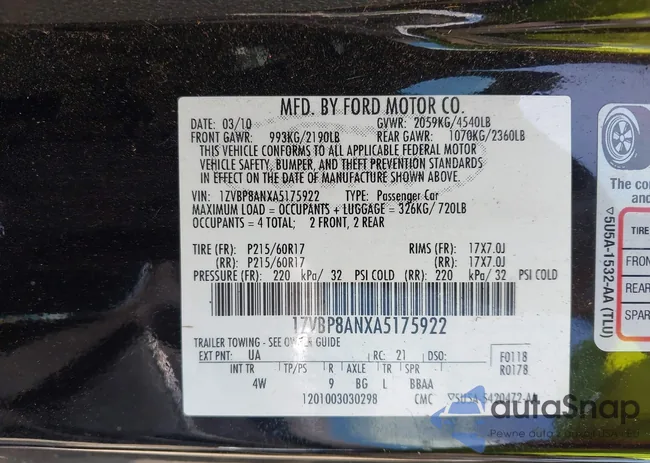 MFD. BY FORD MOTOR CO.
DATE: 03/10 GVWR: 2059KG/4540LB
FRONT GAWR: 993KG/2190LB REAR GAWR: 1070KG/2360LB
THIS VEHICLE CONFORMS TO ALL APPLICABLE FEDERAL MOTOR
VEHICLE SAFETY, BUMPER, AND THEFT PREVENTION STANDARDS
IN EFFECT ON THE DATE OF MANUFACTURE SHOWN ABOVE.
VIN: 1ZVBP8ANXA5175922 TYPE: Passenger Car
MAXIMUM LOAD = OCCUPANTS + LUGGAGE = 326KG/720LB
OCCUPANTS = 4 TOTAL; 2 FRONT, 2 REAR
TIRE (FR): P215/60R17 RIMS (FR): 17X7.0J
(RR): P215/60R17 (RR): 17X7.0J
PRESSURE (FR): 220 kPa/ 32 PSI COLD (RR): 220 kPa/ 32 PSI COLD
1ZVBP8ANXA5175922
TRAILER TOWING - SEE OWNER GUIDE
EXT PNT: UA RC: 21 DSO: F0118
R0178
INT TR TP/PS R AXLE TR SPR
4W 9 BG L BBAA
1201003030298 CMC ▽5U5A-5420472-AA
The co
and
TIRE
FRON
REAR
SPAR
▽5U5A-1532-AA (TLU)
autoSnap
Pewne auto